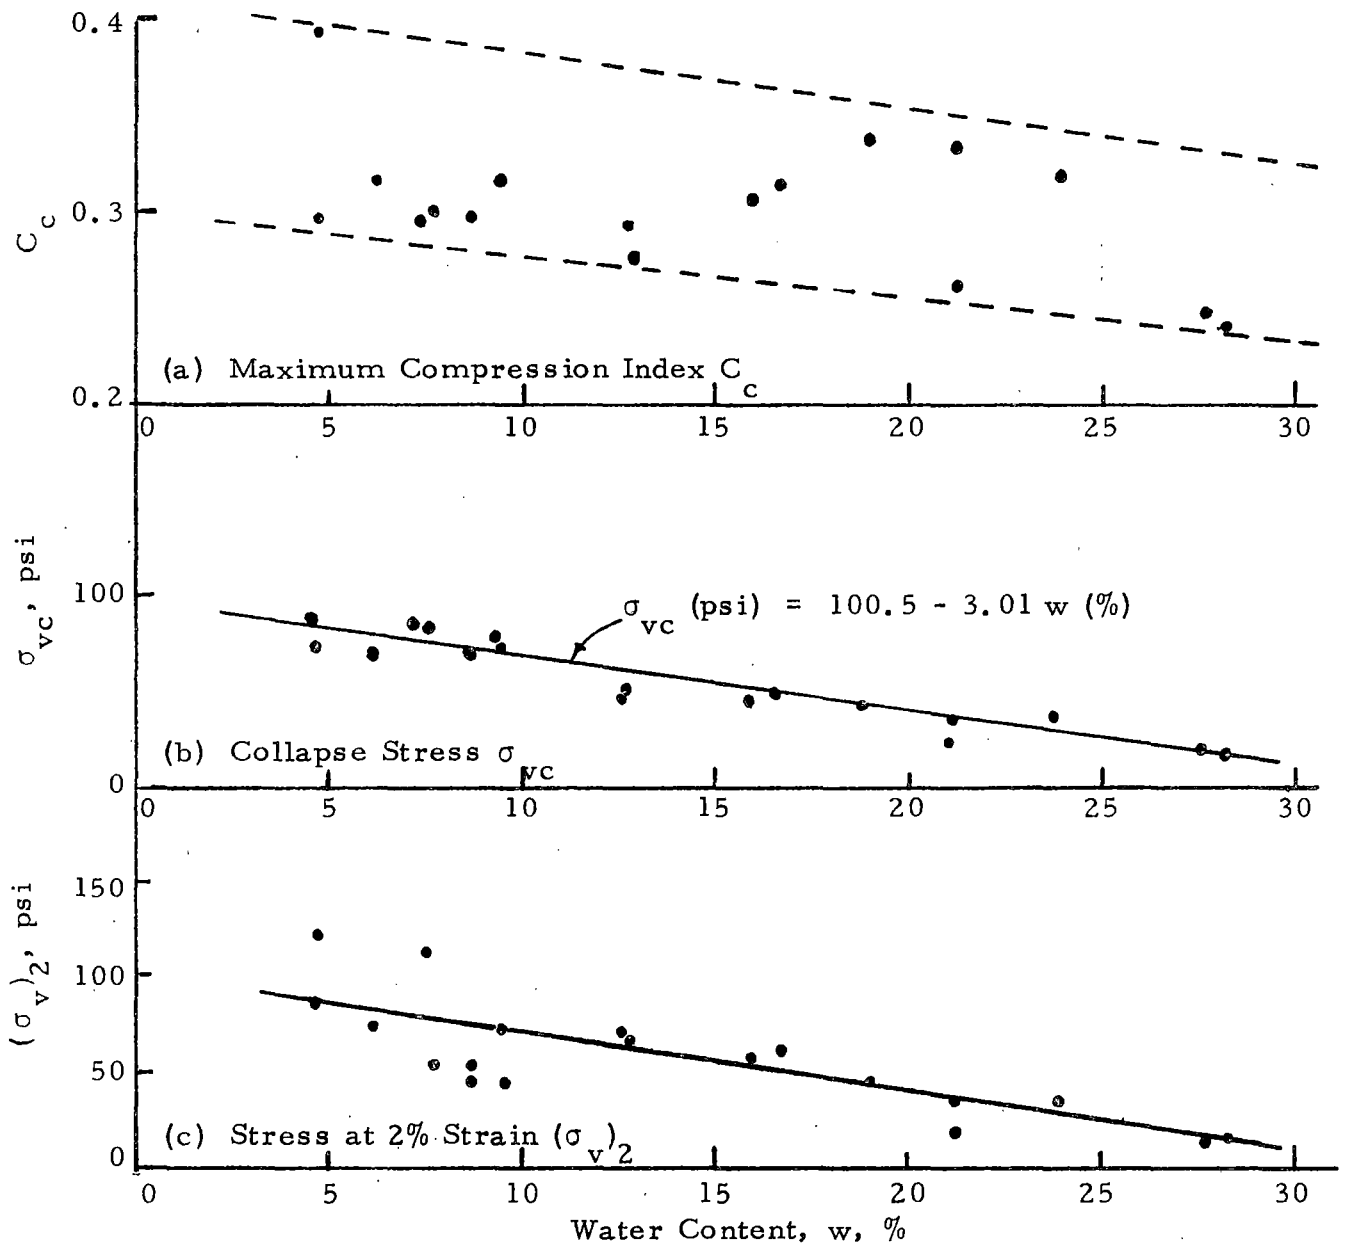 0.4
0.3
C_c
(a) Maximum Compression Index C_c
0.2
0 5 10 15 20 25 30
σ_vc, psi
100
σ_vc (psi) = 100.5 - 3.01 w (%)
(b) Collapse Stress σ_vc
0
0 5 10 15 20 25 30
(σ_v)_2, psi
150
100
50
(c) Stress at 2% Strain (σ_v)_2
0
0 5 10 15 20 25 30
Water Content, w, %